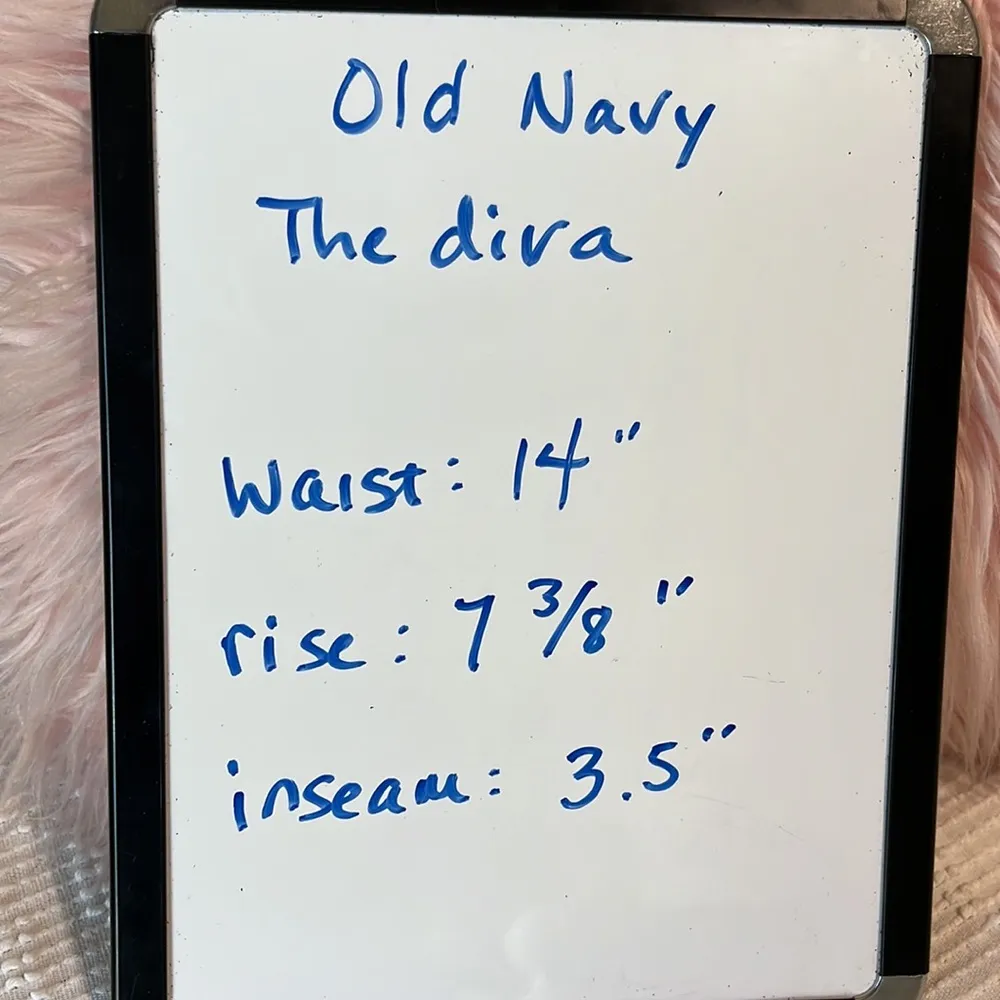 Old Navy
The diva
Waist: 14"
rise: 7 3/8"
inseam: 3.5"